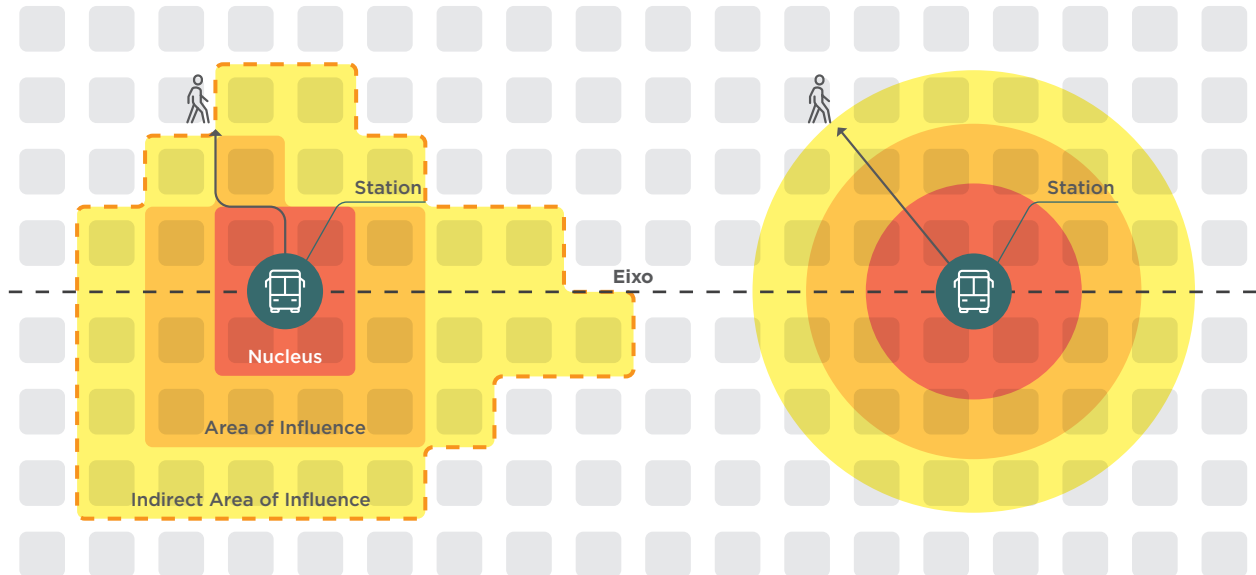 Station
Station
Eixo
Nucleus
Area of Influence
Indirect Area of Influence